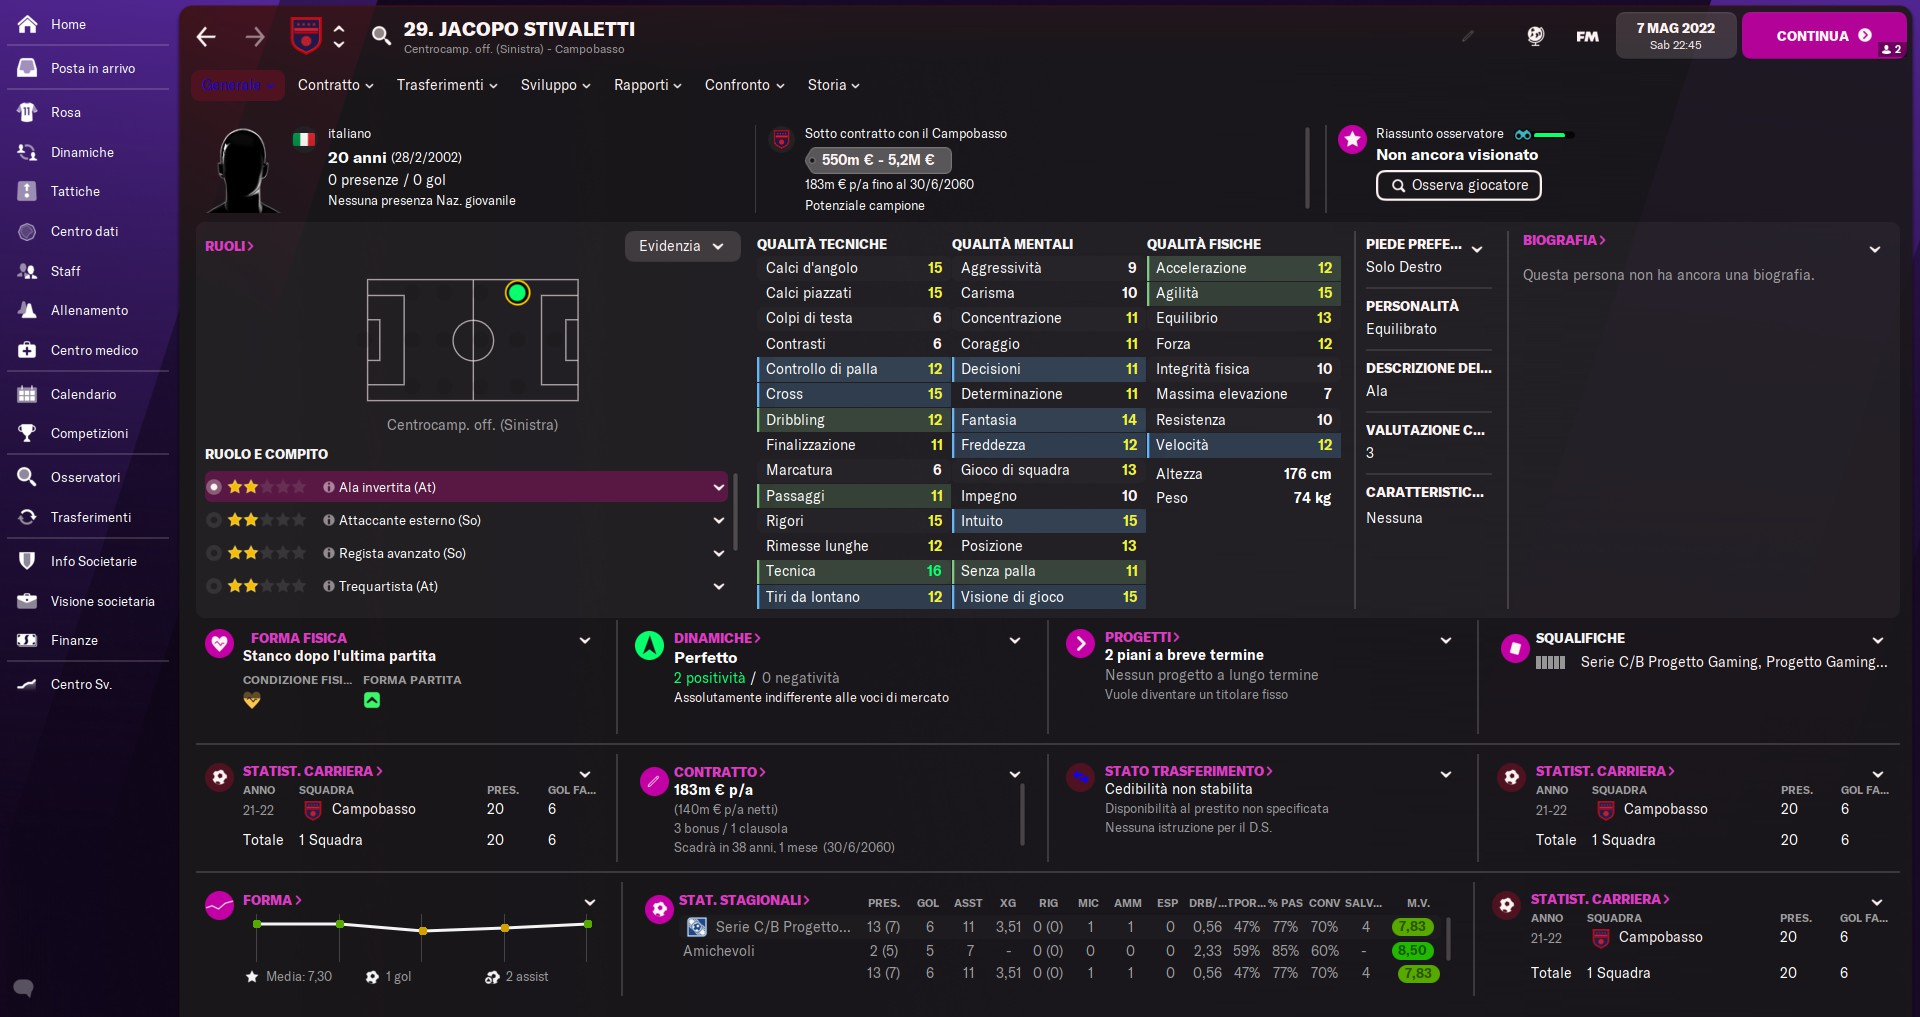 Home
Posta in arrivo
Rosa
Dinamiche
Tattiche
Centro dati
Staff
Allenamento
Centro medico
Calendario
Competizioni
Osservatori
Trasferimenti
Info Societarie
Visione societaria
Finanze
Centro Sv.
29. JACOPO STIVALETTI
Centrocamp. off. (Sinistra) - Campobasso
FM
7 MAG 2022
Sab 22:45
CONTINUA
2
Generale Contratto Trasferimenti Sviluppo Rapporti Confronto Storia
italiano
20 anni (28/2/2002)
0 presenze / 0 gol
Nessuna presenza Naz. giovanile
Sotto contratto con il Campobasso
550m € - 5,2M €
183m € p/a fino al 30/6/2060
Potenziale campione
Riassunto osservatore
Non ancora visionato
Osserva giocatore
RUOLI
Evidenzia
Centrocamp. off. (Sinistra)
RUOLO E COMPITO
Ala invertita (At)
Attaccante esterno (So)
Regista avanzato (So)
Trequartista (At)
QUALITÀ TECNICHE
Calci d'angolo 15
Calci piazzati 15
Colpi di testa 6
Contrasti 6
Controllo di palla 12
Cross 15
Dribbling 12
Finalizzazione 11
Marcatura 6
Passaggi 11
Rigori 15
Rimesse lunghe 12
Tecnica 16
Tiri da lontano 12
QUALITÀ MENTALI
Aggressività 9
Carisma 10
Concentrazione 11
Coraggio 11
Decisioni 11
Determinazione 11
Fantasia 14
Freddezza 12
Gioco di squadra 13
Impegno 10
Intuito 15
Posizione 13
Senza palla 11
Visione di gioco 15
QUALITÀ FISICHE
Accelerazione 12
Agilità 15
Equilibrio 13
Forza 12
Integrità fisica 10
Massima elevazione 7
Resistenza 10
Velocità 12
Altezza 176 cm
Peso 74 kg
PIEDE PREFE...
Solo Destro
PERSONALITÀ
Equilibrato
DESCRIZIONE DEI...
Ala
VALUTAZIONE C...
3
CARATTERISTIC...
Nessuna
BIOGRAFIA
Questa persona non ha ancora una biografia.
FORMA FISICA
Stanco dopo l'ultima partita
CONDIZIONE FISI... FORMA PARTITA
DINAMICHE
Perfetto
2 positività / 0 negatività
Assolutamente indifferente alle voci di mercato
PROGETTI
2 piani a breve termine
Nessun progetto a lungo termine
Vuole diventare un titolare fisso
SQUALIFICHE
Serie C/B Progetto Gaming, Progetto Gaming...
STATIST. CARRIERA
ANNO SQUADRA PRES. GOL FA...
21-22 Campobasso 20 6
Totale 1 Squadra 20 6
CONTRATTO
183m € p/a
(140m € p/a netti)
3 bonus / 1 clausola
Scadrà in 38 anni, 1 mese (30/6/2060)
STATO TRASFERIMENTO
Cedibilità non stabilita
Disponibilità al prestito non specificata
Nessuna istruzione per il D.S.
STATIST. CARRIERA
ANNO SQUADRA PRES. GOL FA...
21-22 Campobasso 20 6
Totale 1 Squadra 20 6
FORMA
Media: 7,30 1 gol 2 assist
STAT. STAGIONALI PRES. GOL ASST XG RIG MIC AMM ESP DRB/... TPOR... % PAS CONV SALV... M.V.
Serie C/B Progetto... 13 (7) 6 11 3,51 0 (0) 1 1 0 0,56 47% 77% 70% 4 7,83
Amichevoli 2 (5) 5 7 - 0 (0) 0 0 0 2,33 59% 85% 60% - 8,50
13 (7) 6 11 3,51 0 (0) 1 1 0 0,56 47% 77% 70% 4 7,83
STATIST. CARRIERA
ANNO SQUADRA PRES. GOL FA...
21-22 Campobasso 20 6
Totale 1 Squadra 20 6